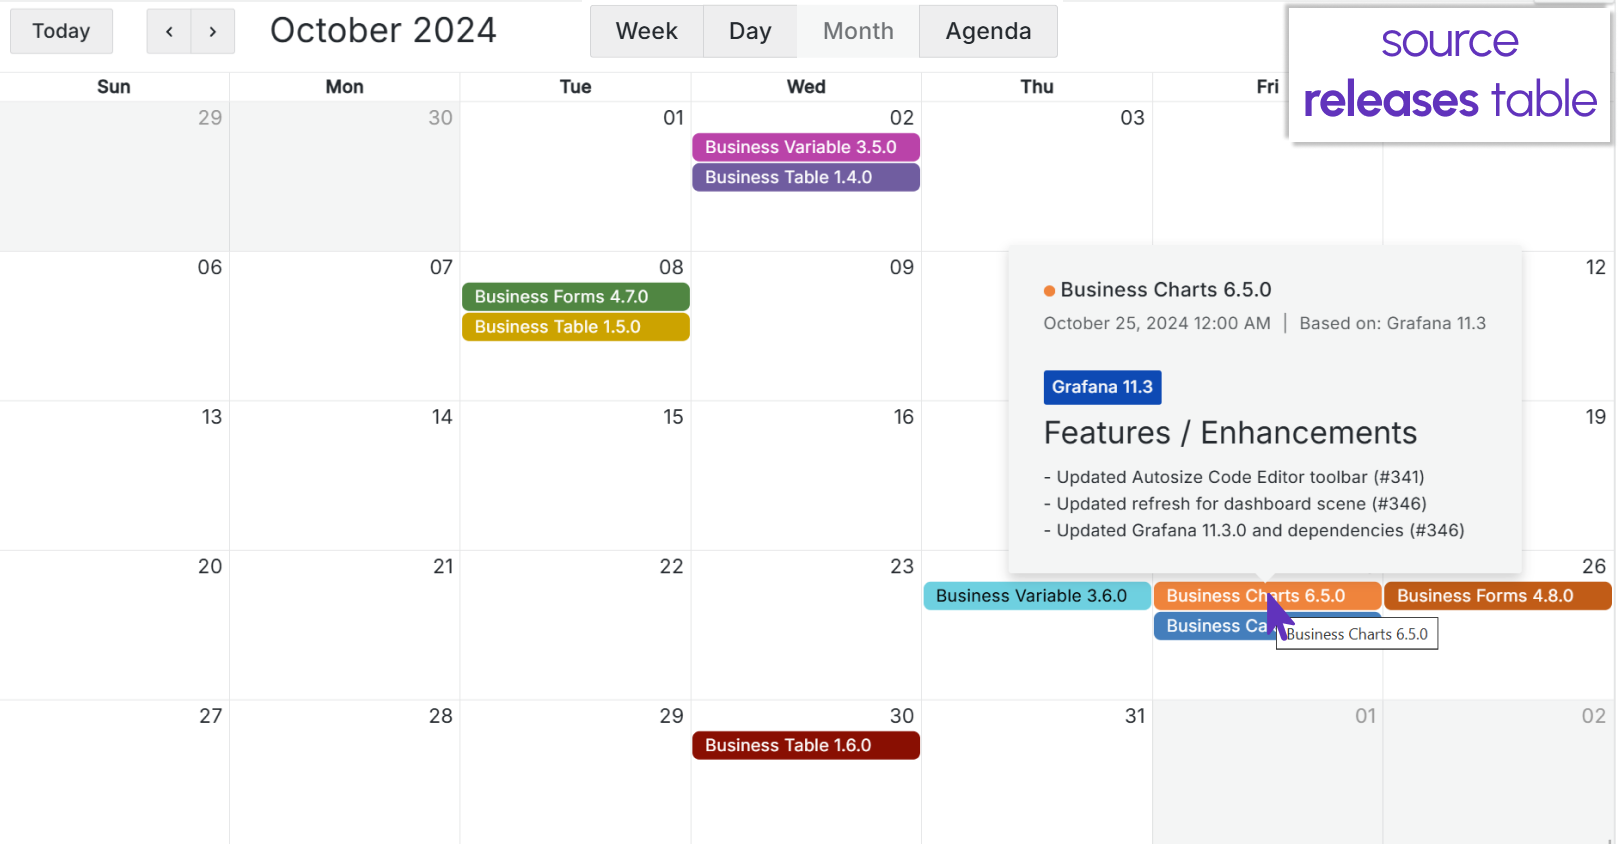 Today
‹ ›
October 2024
Week Day Month Agenda
source
releases table
Sun Mon Tue Wed Thu Fri
29 30 01 02 03
Business Variable 3.5.0
Business Table 1.4.0
06 07 08 09 12
Business Forms 4.7.0
Business Table 1.5.0
Business Charts 6.5.0
October 25, 2024 12:00 AM | Based on: Grafana 11.3
Grafana 11.3
Features / Enhancements
- Updated Autosize Code Editor toolbar (#341)
- Updated refresh for dashboard scene (#346)
- Updated Grafana 11.3.0 and dependencies (#346)
13 14 15 16 19
20 21 22 23 26
Business Variable 3.6.0 Business Charts 6.5.0 Business Forms 4.8.0
Business
Business Charts 6.5.0
27 28 29 30 31 01 02
Business Table 1.6.0